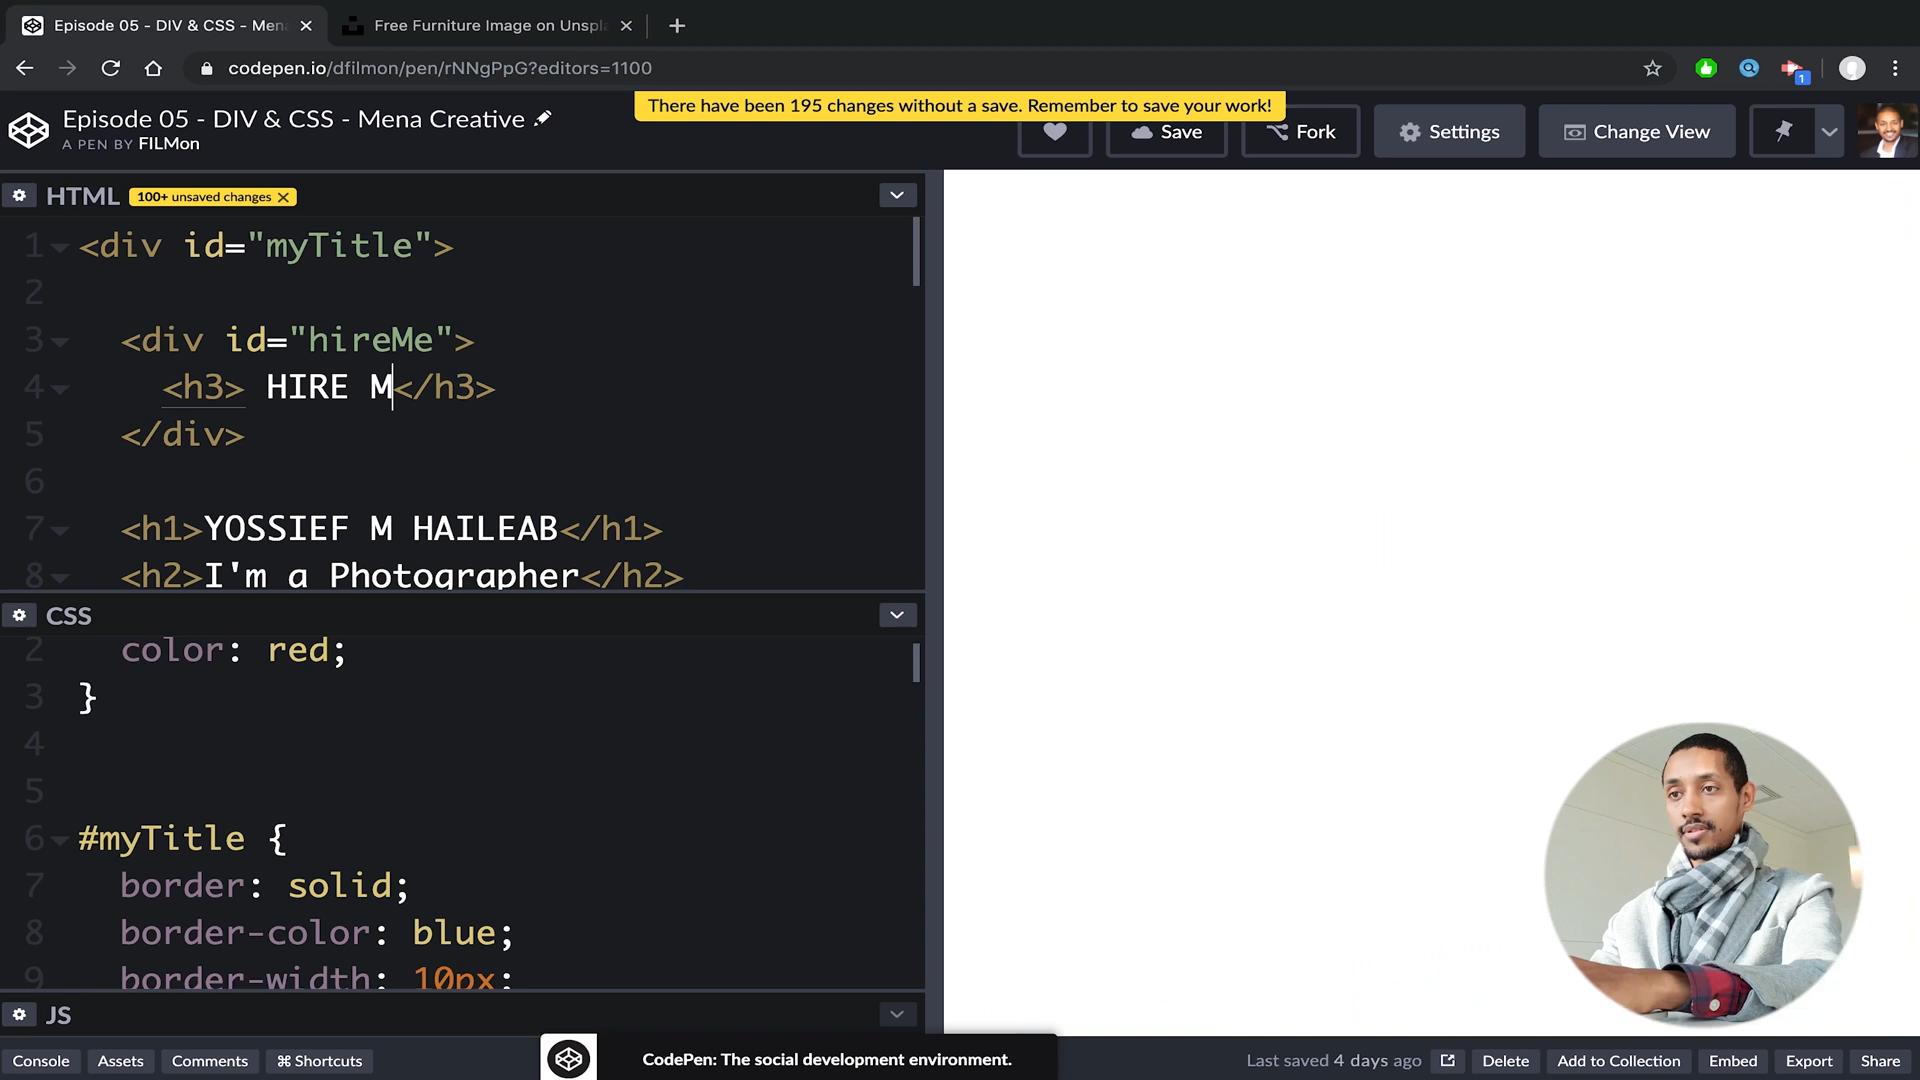 Episode 05 - DIV & CSS - Men
Free Furniture Image on Unspl
codepen.io/dfilmon/pen/rNNgPpG?editors=1100
1
There have been 195 changes without a save. Remember to save your work!
Episode 05 - DIV & CSS - Mena Creative
A PEN BY FILMon
Save
Fork
Settings
Change View
HTML
100+ unsaved changes
1 <div id="myTitle">
2
3 <div id="hireMe">
4 <h3> HIRE M</h3>
5 </div>
6
7 <h1>YOSSIEF M HAILEAB</h1>
8 <h2>I'm a Photographer</h2>
CSS
2 color: red;
3 }
4
5
6 #myTitle {
7 border: solid;
8 border-color: blue;
9 border-width: 10px;
JS
Console
Assets
Comments
⌘ Shortcuts
CodePen: The social development environment.
Last saved 4 days ago
Delete
Add to Collection
Embed
Export
Share